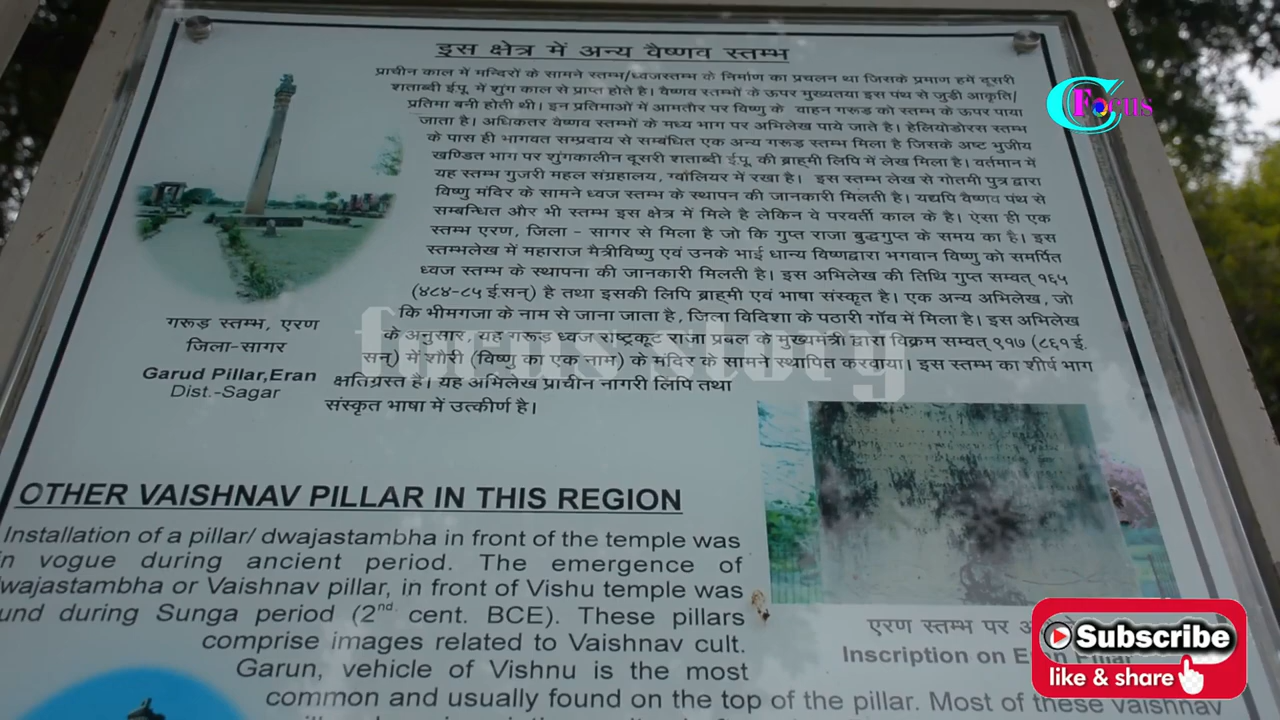 इस क्षेत्र में अन्य वैष्णव स्तम्भ
प्राचीन काल में मन्दिरों के सामने स्तम्भ/ध्वजस्तम्भ के निर्माण का प्रचलन था जिसके प्रमाण हमें दूसरी
शताब्दी ईपू. में शुंग काल से प्राप्त होते है। वैष्णव स्तम्भों के ऊपर मुख्यतया इस पंथ से जुडी आकृति/
प्रतिमा बनी होती थी। इन प्रतिमाओं में आमतौर पर विष्णु के वाहन गरूड को स्तम्भ के ऊपर पाया
जाता है। अधिकतर वेष्णव स्तम्भों के मध्य भाग पर अभिलेख पाये जाते है। हेलियोडोरस स्तम्भ
के पास ही भागवत सम्प्रदाय से सम्बंधित एक अन्य गरूड़ स्तम्भ मिला है जिसके अष्ट भुजीय
खण्डित भाग पर शुंगकालीन दूसरी शताब्दी ईपू. की ब्राह्मी लिपि में लेख मिला है। वर्तमान में
यह स्तम्भ गुजरी महल संग्रहालय, ग्वॉलियर में रखा है। इस स्तम्भ लेख से गोतमी पुत्र द्वारा
विष्णु मंदिर के सामने ध्वज स्तम्भ के स्थापन की जानकारी मिलती है। यद्यपि वैष्णव पंथ से
सम्बन्धित और भी स्तम्भ इस क्षेत्र में मिले है लेकिन ये परवर्ती काल के है। ऐसा ही एक
स्तम्भ एरण, जिला - सागर से मिला है जो कि गुप्त राजा बुद्धगुप्त के समय का है। इस
स्तम्भलेख में महाराज मैत्रीविष्णु एवं उनके भाई धान्य विष्णद्वारा भगवान विष्णु को समर्पित
ध्वज स्तम्भ के स्थापना की जानकारी मिलती है। इस अभिलेख की तिथि गुप्त सम्वत् १६५
(४८४-८५ ई.सन्) है तथा इसकी लिपि ब्राह्मी एवं भाषा संस्कृत है। एक अन्य अभिलेख, जो
कि भीमगजा के नाम से जाना जाता है, जिला विदिशा के पठारी गॉव में मिला है। इस अभिलेख
के अनुसार, यह गरूड़ ध्वज राष्ट्रकूट राजा प्रबल के मुख्यमंत्री द्वारा विक्रम सम्वत् ९१७ (८६१ ई.
सन्) में शौरी (विष्णु का एक नाम) के मंदिर के सामने स्थापित करवाया। इस स्तम्भ का शीर्ष भाग
क्षतिग्रस्त है। यह अभिलेख प्राचीन नागरी लिपि तथा
संस्कृत भाषा में उत्कीर्ण है।
गरूड़ स्तम्भ, एरण
जिला-सागर
Garud Pillar,Eran
Dist.-Sagar
focus story
Focus
OTHER VAISHNAV PILLAR IN THIS REGION
Installation of a pillar/ dwajastambha in front of the temple was
in vogue during ancient period. The emergence of
wajastambha or Vaishnav pillar, in front of Vishu temple was
und during Sunga period (2nd cent. BCE). These pillars
comprise images related to Vaishnav cult.
Garun, vehicle of Vishnu is the most
common and usually found on the top of the pillar. Most of these vaishnav
एरण स्तम्भ पर
Inscription on Eran Pillar
Subscribe
like & share